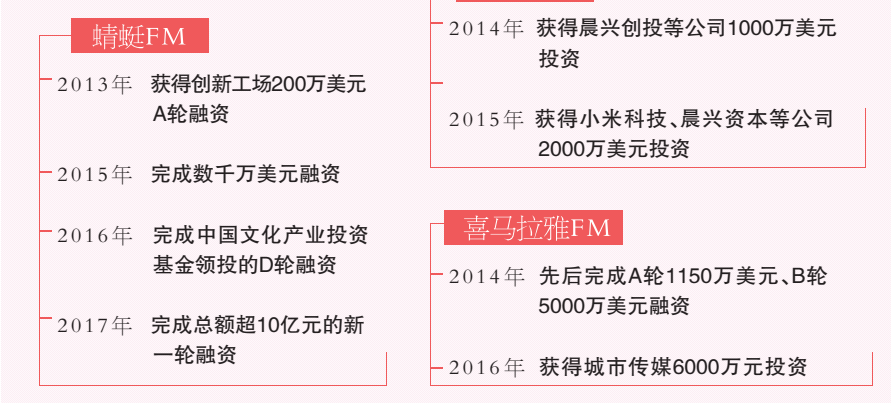 蜻蜓FM
2013年 获得创新工场200万美元
A轮融资
2015年 完成数千万美元融资
2016年 完成中国文化产业投资
基金领投的D轮融资
2017年 完成总额超10亿元的新
一轮融资
2014年 获得晨兴创投等公司1000万美元
投资
2015年 获得小米科技、晨兴资本等公司
2000万美元投资
喜马拉雅FM
2014年 先后完成A轮1150万美元、B轮
5000万美元融资
2016年 获得城市传媒6000万元投资